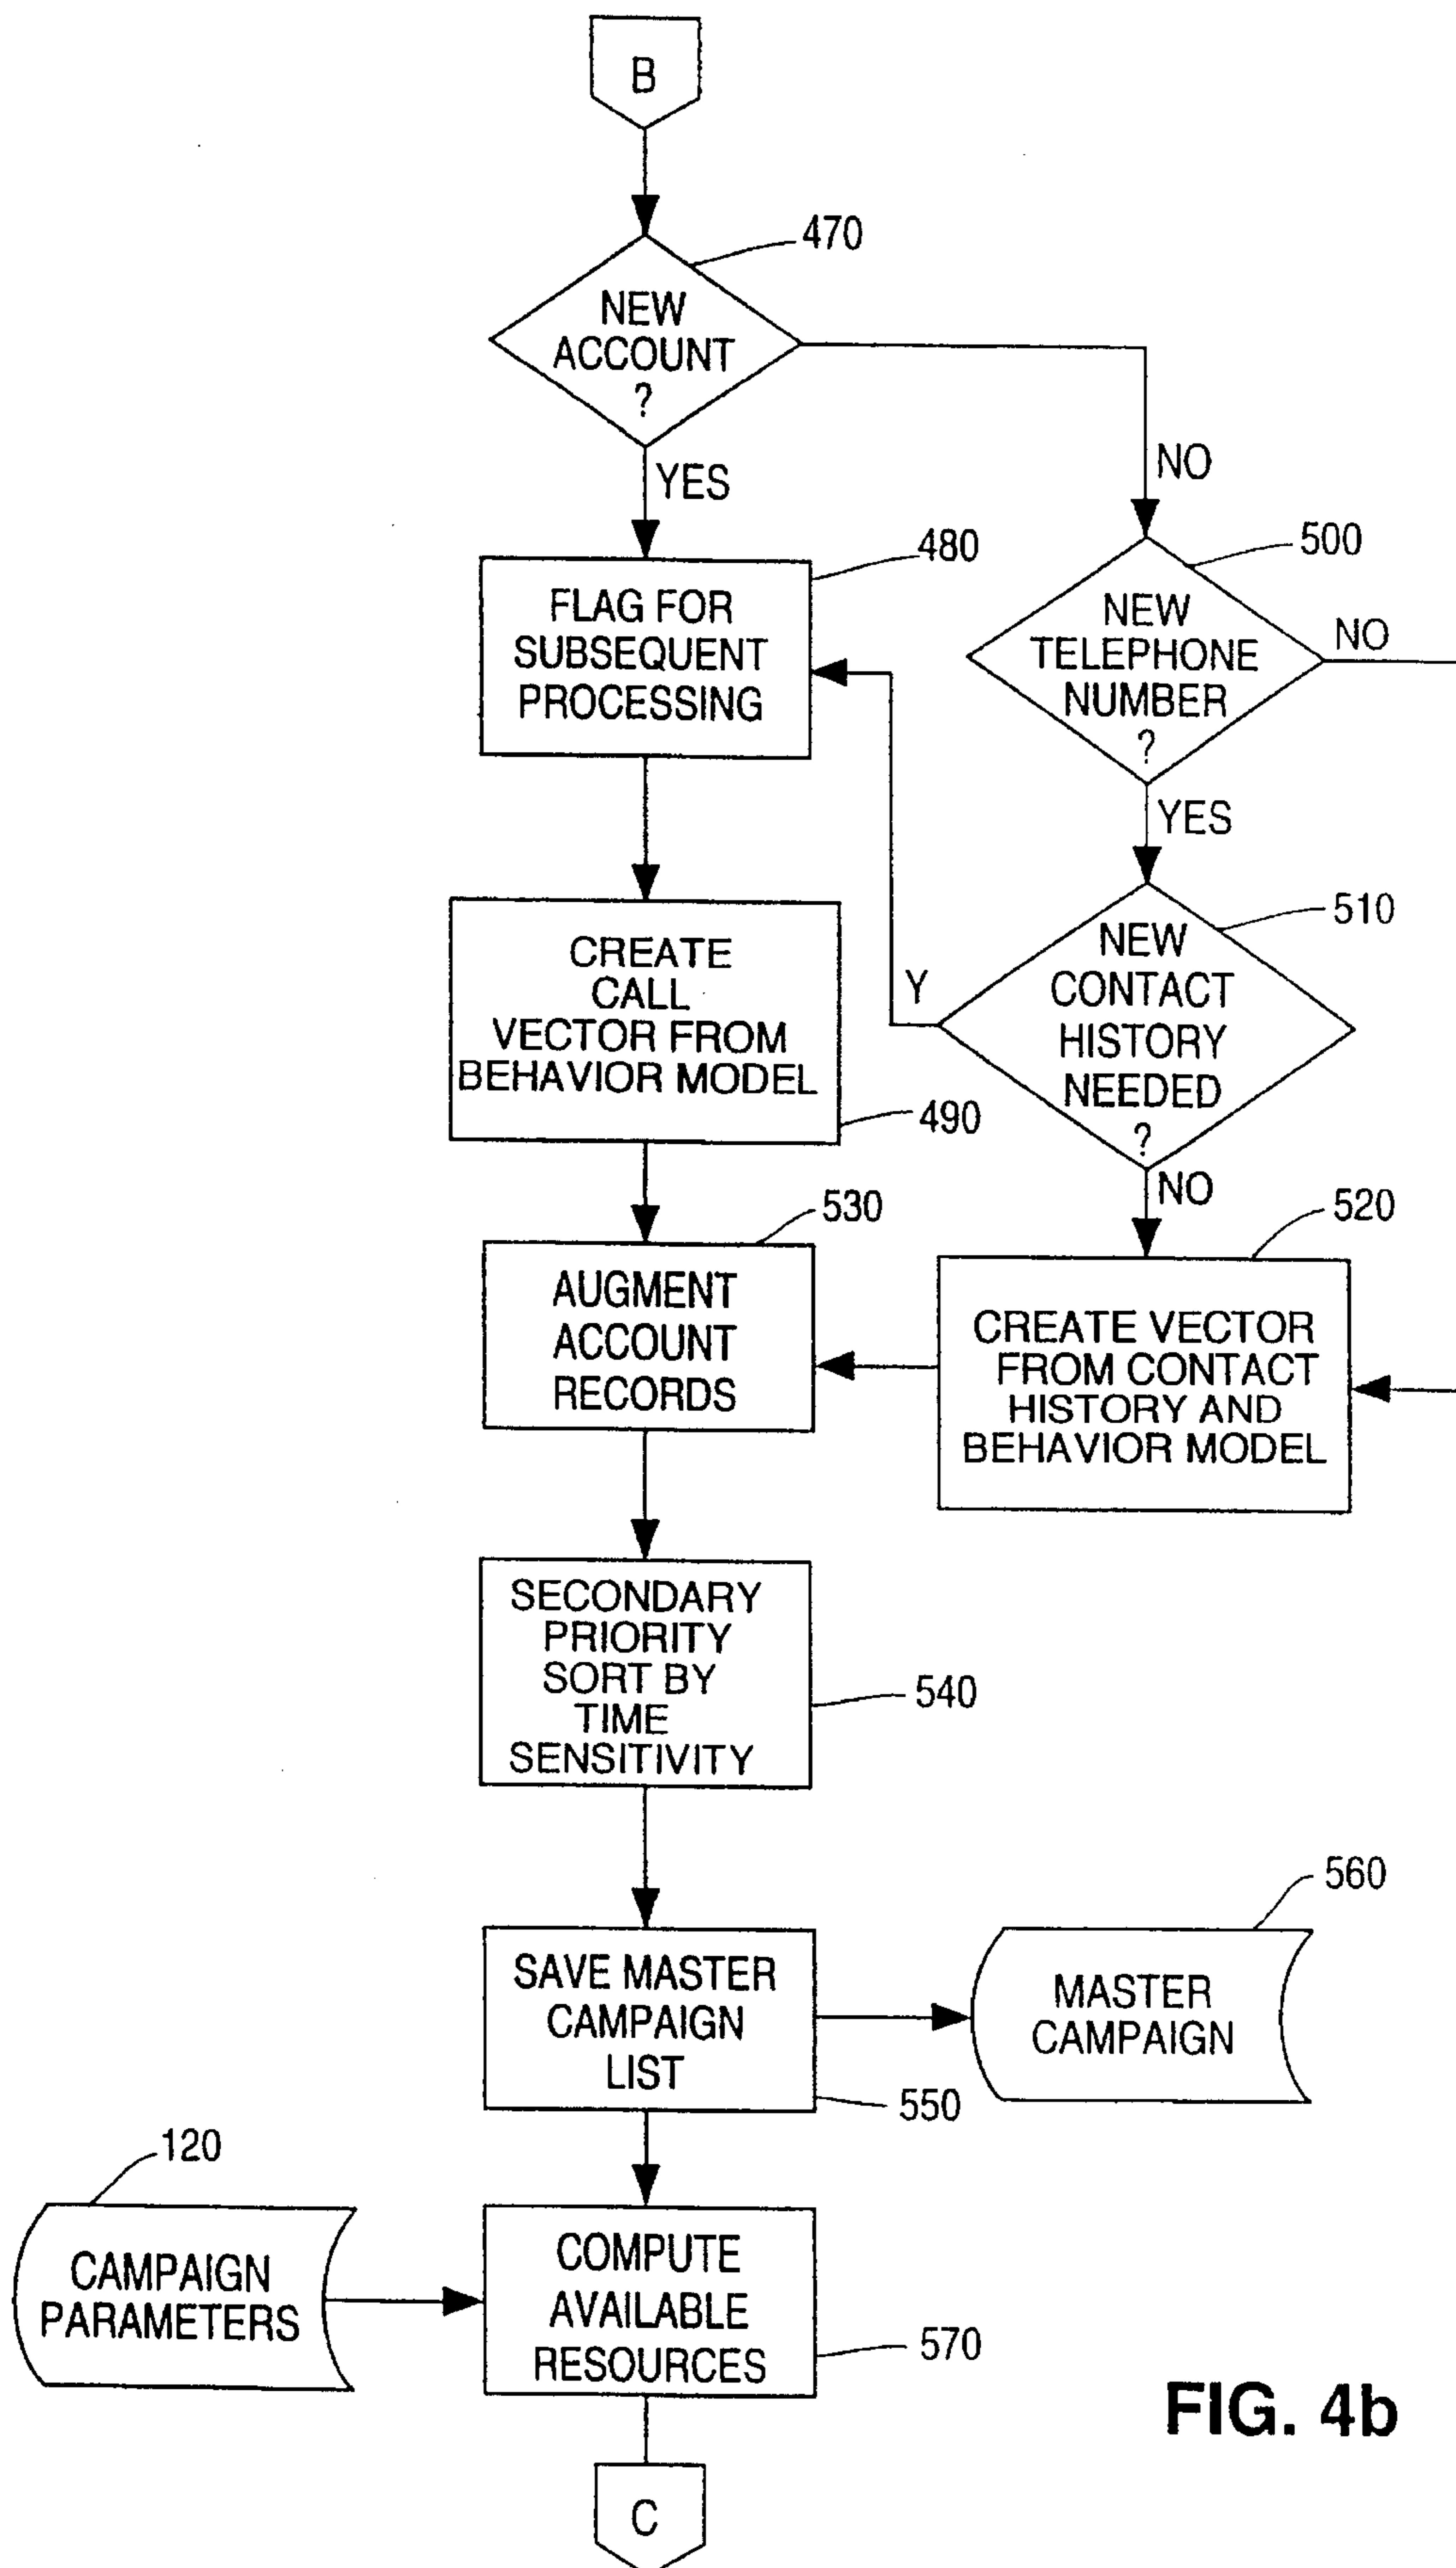 B
470
NEW
ACCOUNT
?
YES
NO
480
FLAG FOR
SUBSEQUENT
PROCESSING
500
NEW
TELEPHONE
NUMBER
?
NO
YES
510
NEW
CONTACT
HISTORY
NEEDED
?
Y
NO
CREATE
CALL
VECTOR FROM
BEHAVIOR MODEL
490
530
AUGMENT
ACCOUNT
RECORDS
520
CREATE VECTOR
FROM CONTACT
HISTORY AND
BEHAVIOR MODEL
SECONDARY
PRIORITY
SORT BY
TIME
SENSITIVITY
540
SAVE MASTER
CAMPAIGN
LIST
550
560
MASTER
CAMPAIGN
120
CAMPAIGN
PARAMETERS
COMPUTE
AVAILABLE
RESOURCES
570
C
FIG. 4b